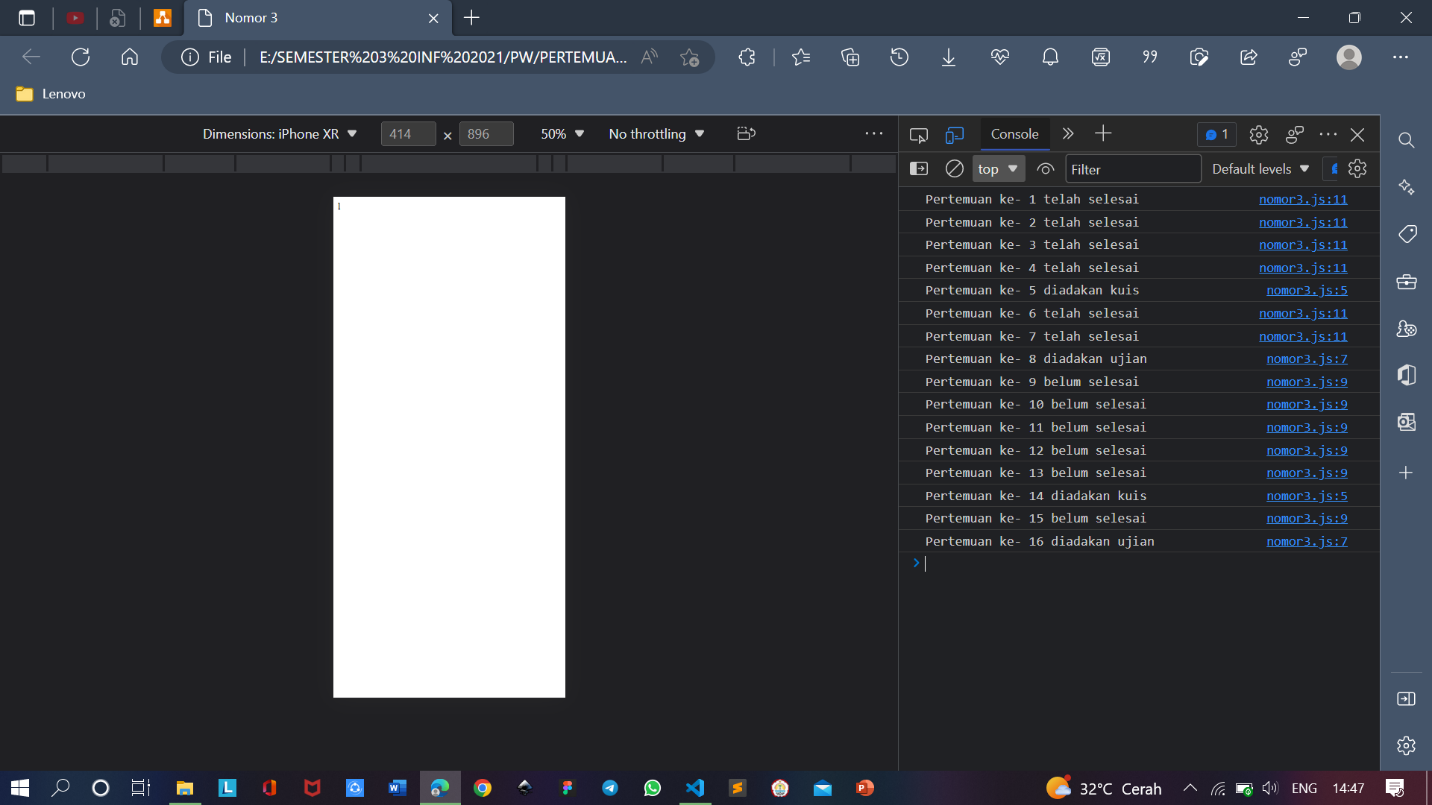 Nomor 3
File
E:/SEMESTER%203%20INF%202021/PW/PERTEMUA...
Lenovo
Dimensions: iPhone XR
414 × 896
50%
No throttling
Console
1
top
Filter
Default levels
Pertemuan ke- 1 telah selesai nomor3.js:11
Pertemuan ke- 2 telah selesai nomor3.js:11
Pertemuan ke- 3 telah selesai nomor3.js:11
Pertemuan ke- 4 telah selesai nomor3.js:11
Pertemuan ke- 5 diadakan kuis nomor3.js:5
Pertemuan ke- 6 telah selesai nomor3.js:11
Pertemuan ke- 7 telah selesai nomor3.js:11
Pertemuan ke- 8 diadakan ujian nomor3.js:7
Pertemuan ke- 9 belum selesai nomor3.js:9
Pertemuan ke- 10 belum selesai nomor3.js:9
Pertemuan ke- 11 belum selesai nomor3.js:9
Pertemuan ke- 12 belum selesai nomor3.js:9
Pertemuan ke- 13 belum selesai nomor3.js:9
Pertemuan ke- 14 diadakan kuis nomor3.js:5
Pertemuan ke- 15 belum selesai nomor3.js:9
Pertemuan ke- 16 diadakan ujian nomor3.js:7
32°C Cerah
ENG
14:47